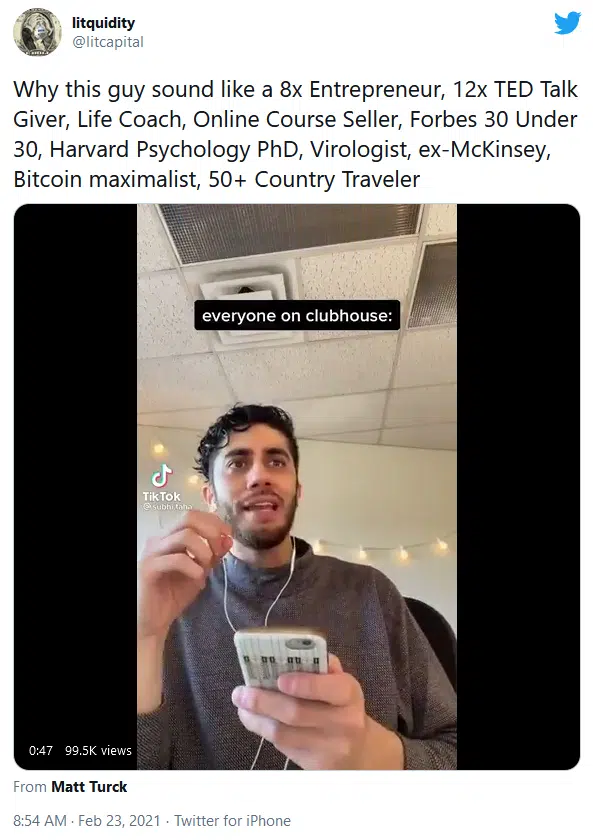 litquidity
@litcapital
Why this guy sound like a 8x Entrepreneur, 12x TED Talk
Giver, Life Coach, Online Course Seller, Forbes 30 Under
30, Harvard Psychology PhD, Virologist, ex-McKinsey,
Bitcoin maximalist, 50+ Country Traveler
everyone on clubhouse:
TikTok
@subhi.taha
0:47 99.5K views
From Matt Turck
8:54 AM · Feb 23, 2021 · Twitter for iPhone